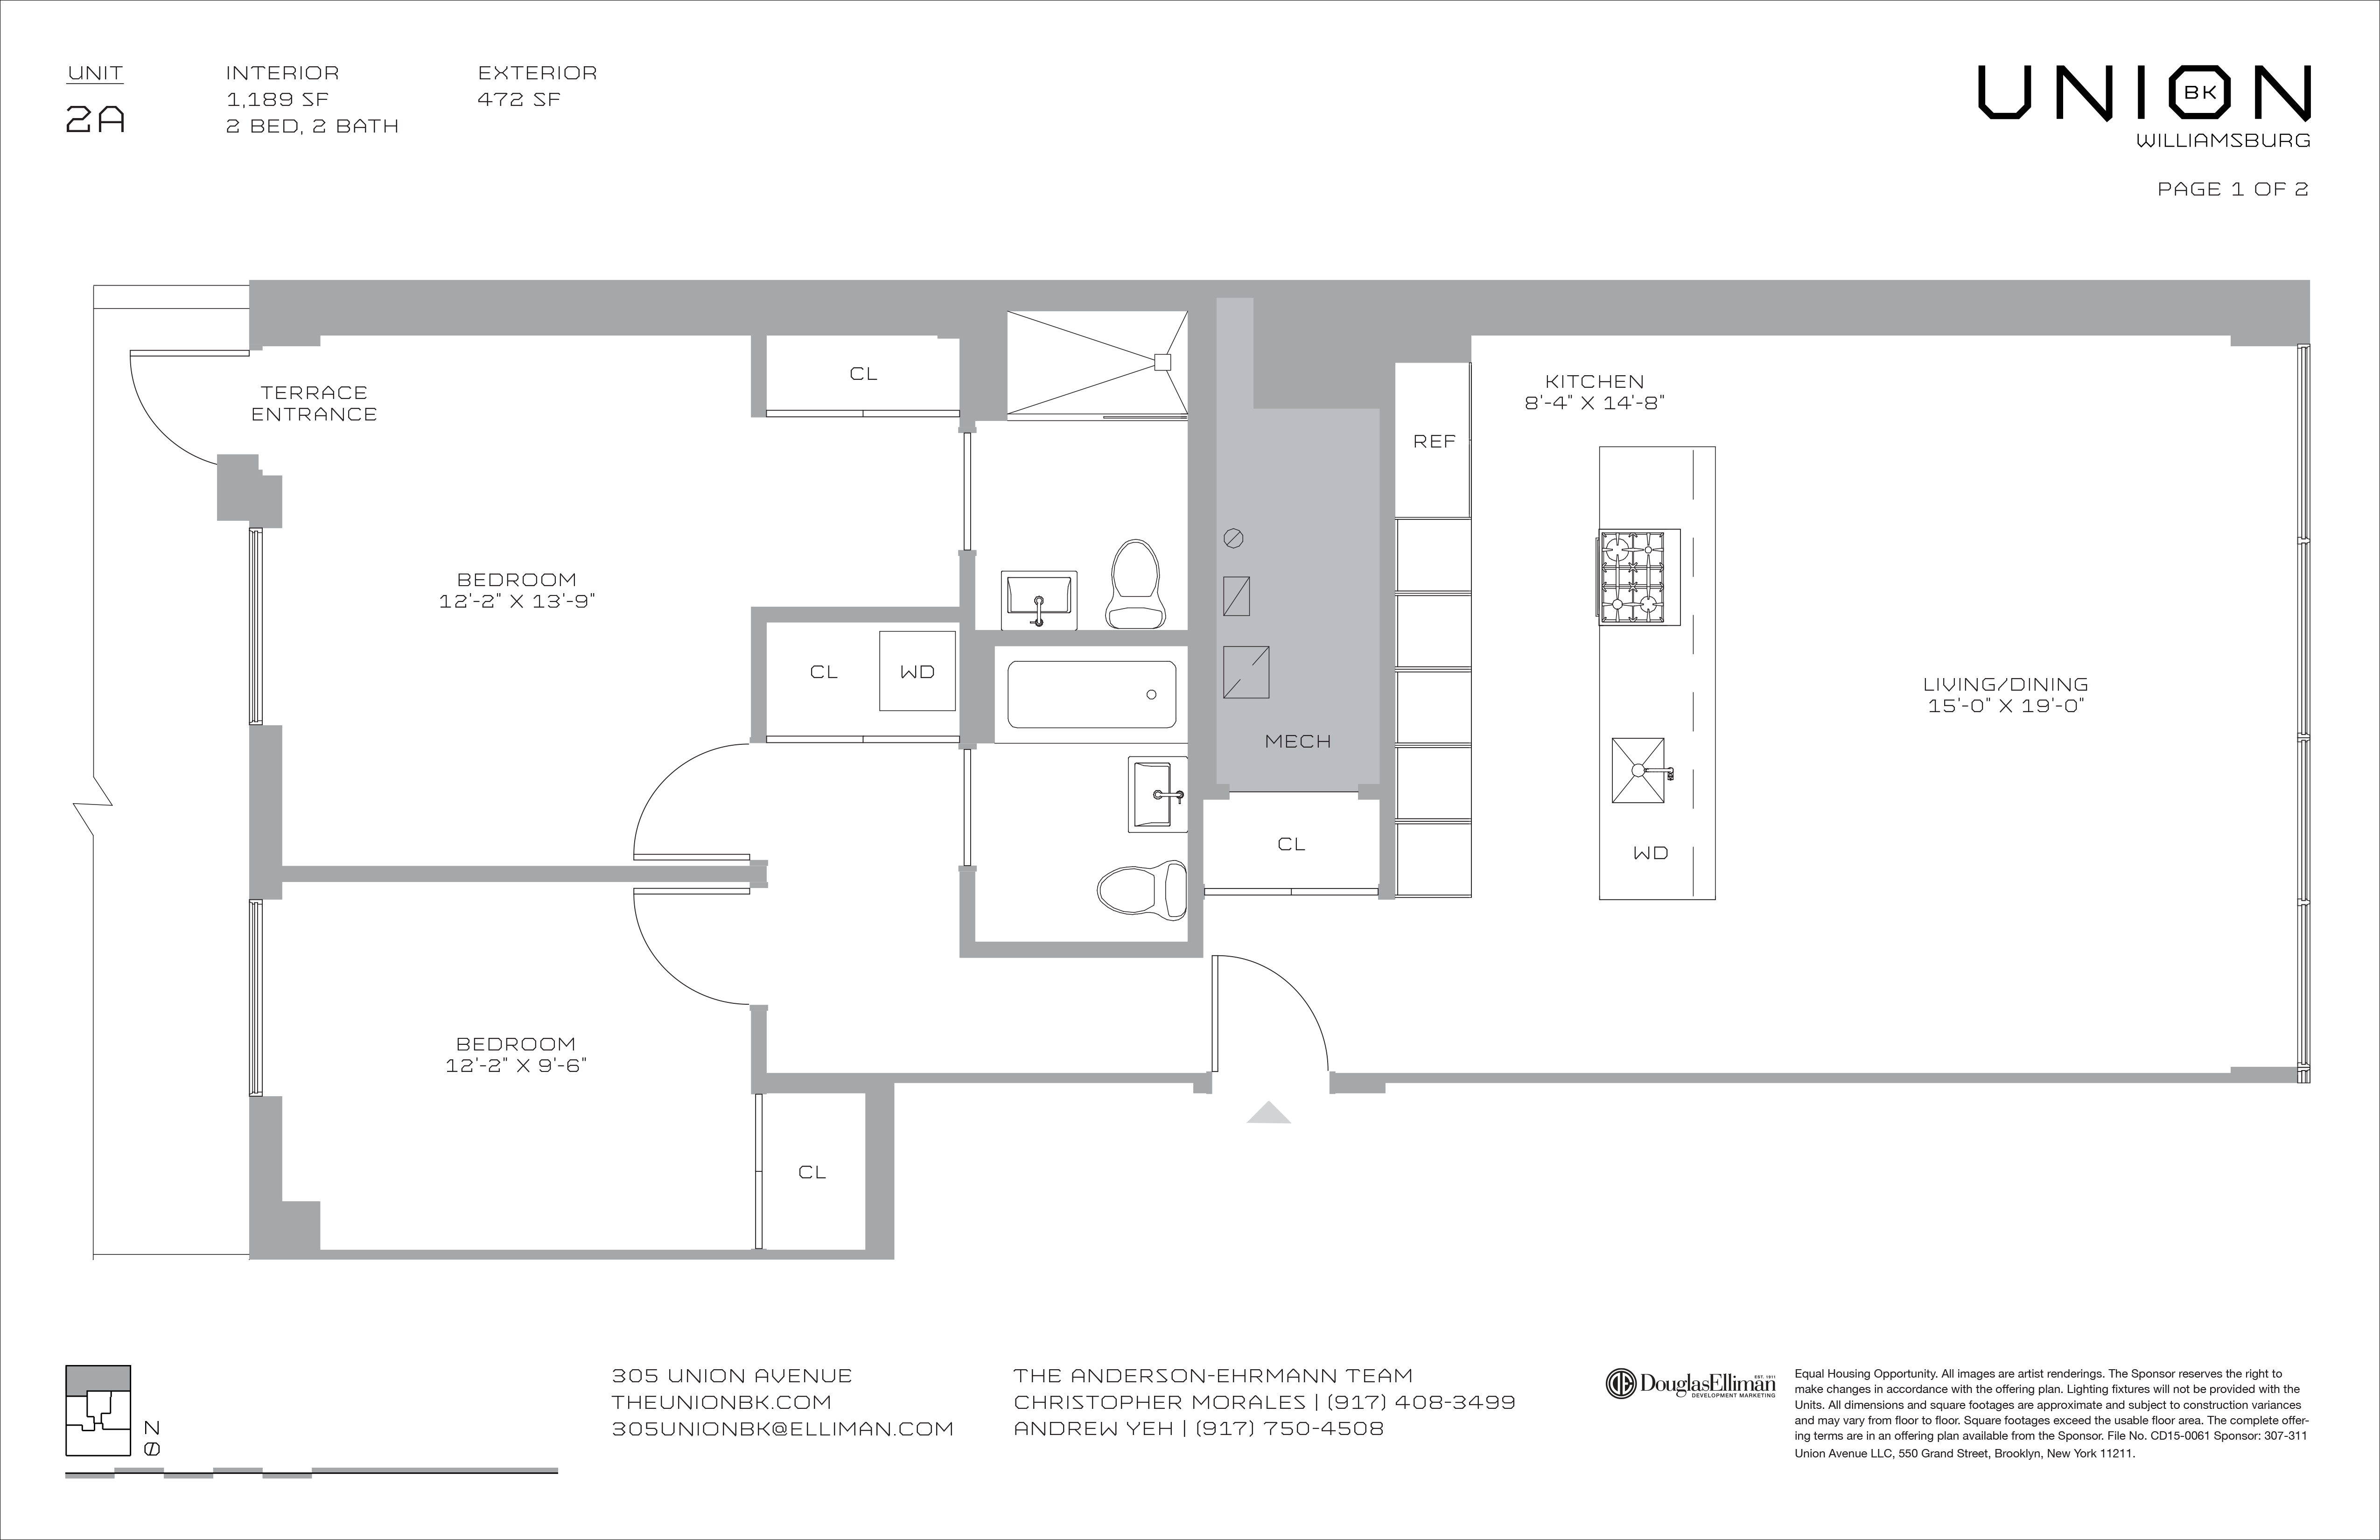 UNIT
2A
INTERIOR
1,189 SF
2 BED, 2 BATH
EXTERIOR
472 SF
UNION
BK
WILLIAMSBURG
PAGE 1 OF 2
TERRACE
ENTRANCE
CL
KITCHEN
8'-4" X 14'-8"
REF
BEDROOM
12'-2" X 13'-9"
CL
WD
LIVING/DINING
15'-0" X 19'-0"
MECH
CL
WD
BEDROOM
12'-2" X 9'-6"
CL
N
305 UNION AVENUE
THEUNIONBK.COM
305UNIONBK@ELLIMAN.COM
THE ANDERSON-EHRMANN TEAM
CHRISTOPHER MORALES | (917) 408-3499
ANDREW YEH | (917) 750-4508
DE
EST. 1911
DouglasElliman
DEVELOPMENT MARKETING
Equal Housing Opportunity. All images are artist renderings. The Sponsor reserves the right to
make changes in accordance with the offering plan. Lighting fixtures will not be provided with the
Units. All dimensions and square footages are approximate and subject to construction variances
and may vary from floor to floor. Square footages exceed the usable floor area. The complete offer-
ing terms are in an offering plan available from the Sponsor. File No. CD15-0061 Sponsor: 307-311
Union Avenue LLC, 550 Grand Street, Brooklyn, New York 11211.